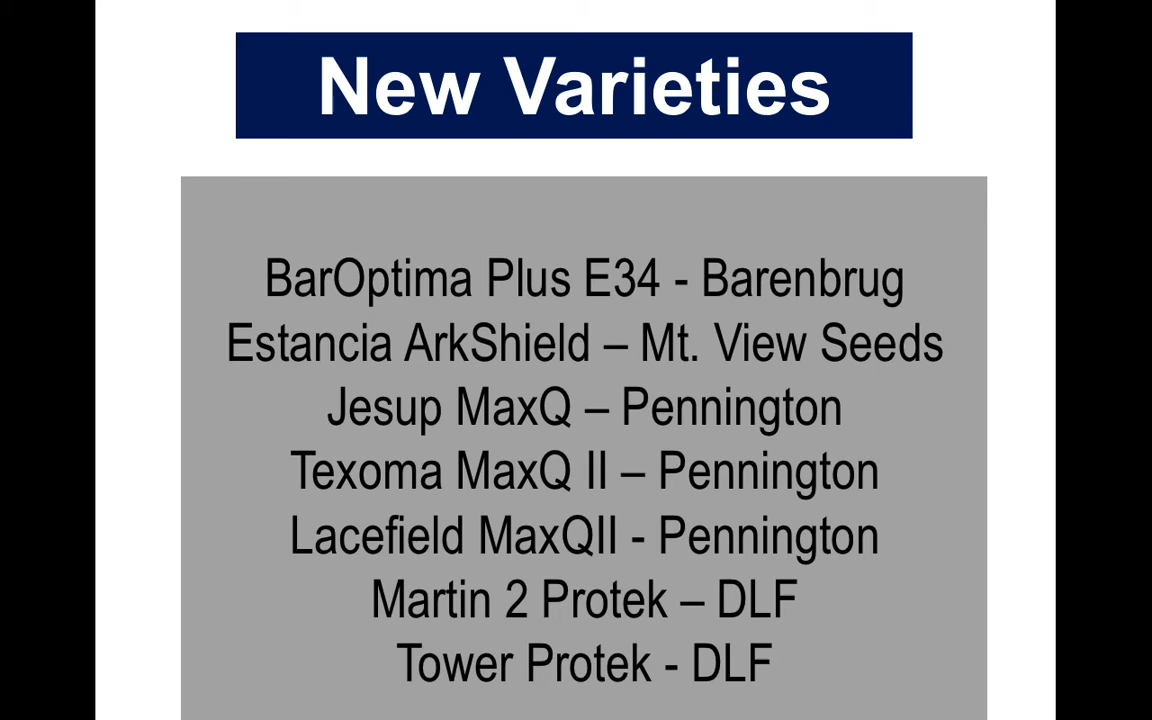 New Varieties
BarOptima Plus E34 - Barenbrug
Estancia ArkShield – Mt. View Seeds
Jesup MaxQ – Pennington
Texoma MaxQ II – Pennington
Lacefield MaxQII - Pennington
Martin 2 Protek – DLF
Tower Protek - DLF